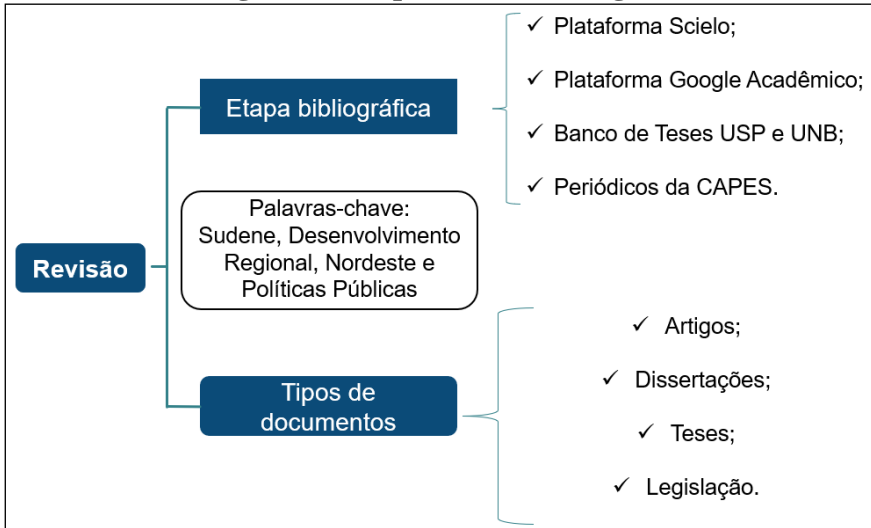 Revisão
Etapa bibliográfica
✓ Plataforma Scielo;
✓ Plataforma Google Acadêmico;
✓ Banco de Teses USP e UNB;
✓ Periódicos da CAPES.
Palavras-chave:
Sudene, Desenvolvimento
Regional, Nordeste e
Políticas Públicas
Tipos de
documentos
✓ Artigos;
✓ Dissertações;
✓ Teses;
✓ Legislação.